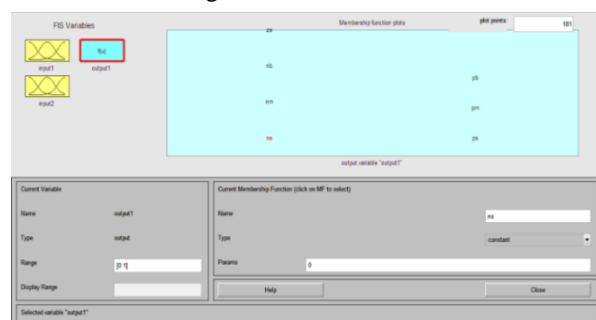 FIS Variables
Membership function plots
plot points:
181
f(u)
input1
output1
input2
ze
nb
nm
ns
pb
pm
ps
output variable "output1"
Current Variable
Current Membership Function (click on MF to select)
Name
output1
Name
ns
Type
output
Type
constant
Range
[0 1]
Params
0
Display Range
Help
Close
Selected variable "output1"